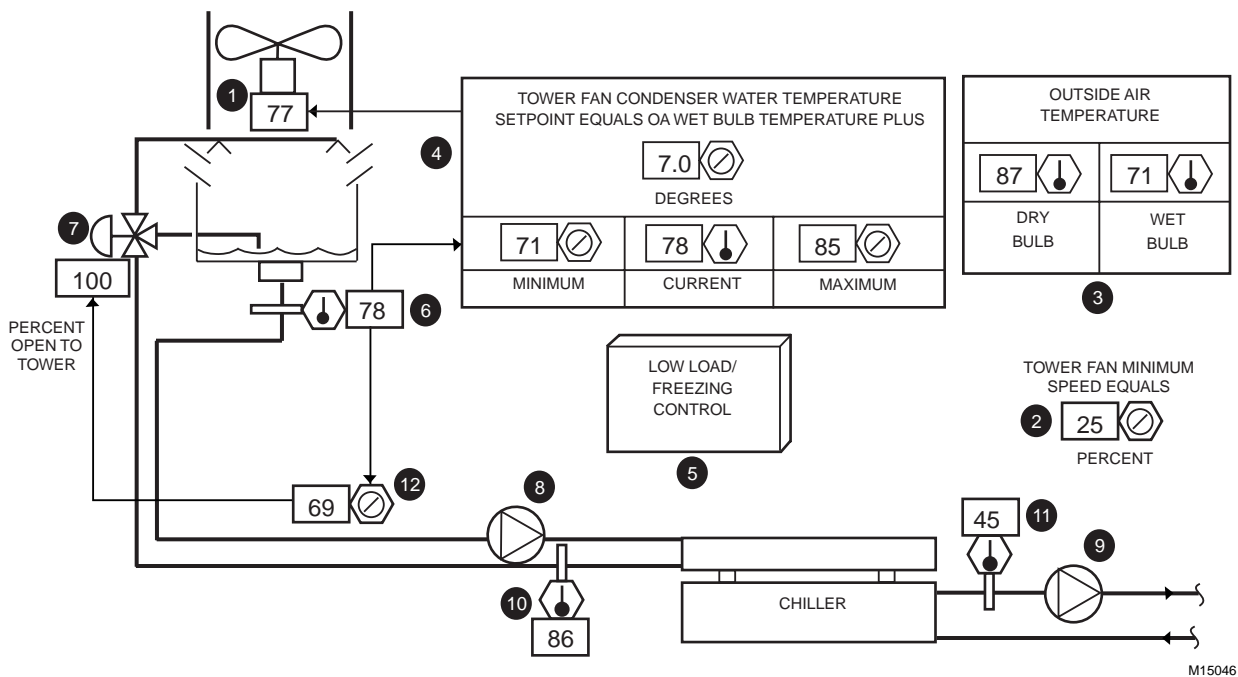 1
77
TOWER FAN CONDENSER WATER TEMPERATURE
SETPOINT EQUALS OA WET BULB TEMPERATURE PLUS
7.0
DEGREES
4
71
78
85
MINIMUM
CURRENT
MAXIMUM
OUTSIDE AIR
TEMPERATURE
87
71
DRY
BULB
WET
BULB
3
7
100
PERCENT
OPEN TO
TOWER
78
6
LOW LOAD/
FREEZING
CONTROL
5
TOWER FAN MINIMUM
SPEED EQUALS
2
25
PERCENT
69
12
8
10
86
CHILLER
45
11
9
M15046